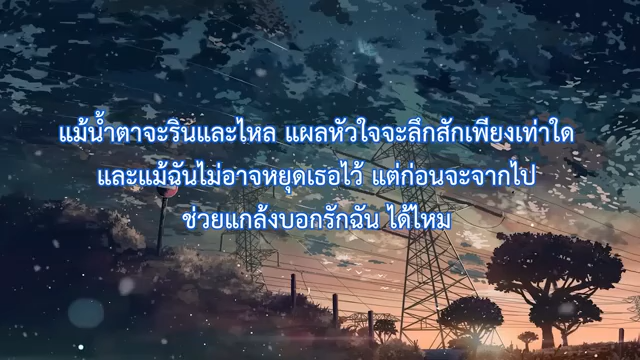 แม้น้ำตาจะรินและไหล แผลหัวใจจะลึกสักเพียงเท่าใด
และแม้ฉันไม่อาจหยุดเธอไว้ แต่ก่อนจะจากไป
ช่วยแกล้งบอกรักฉัน ได้ไหม